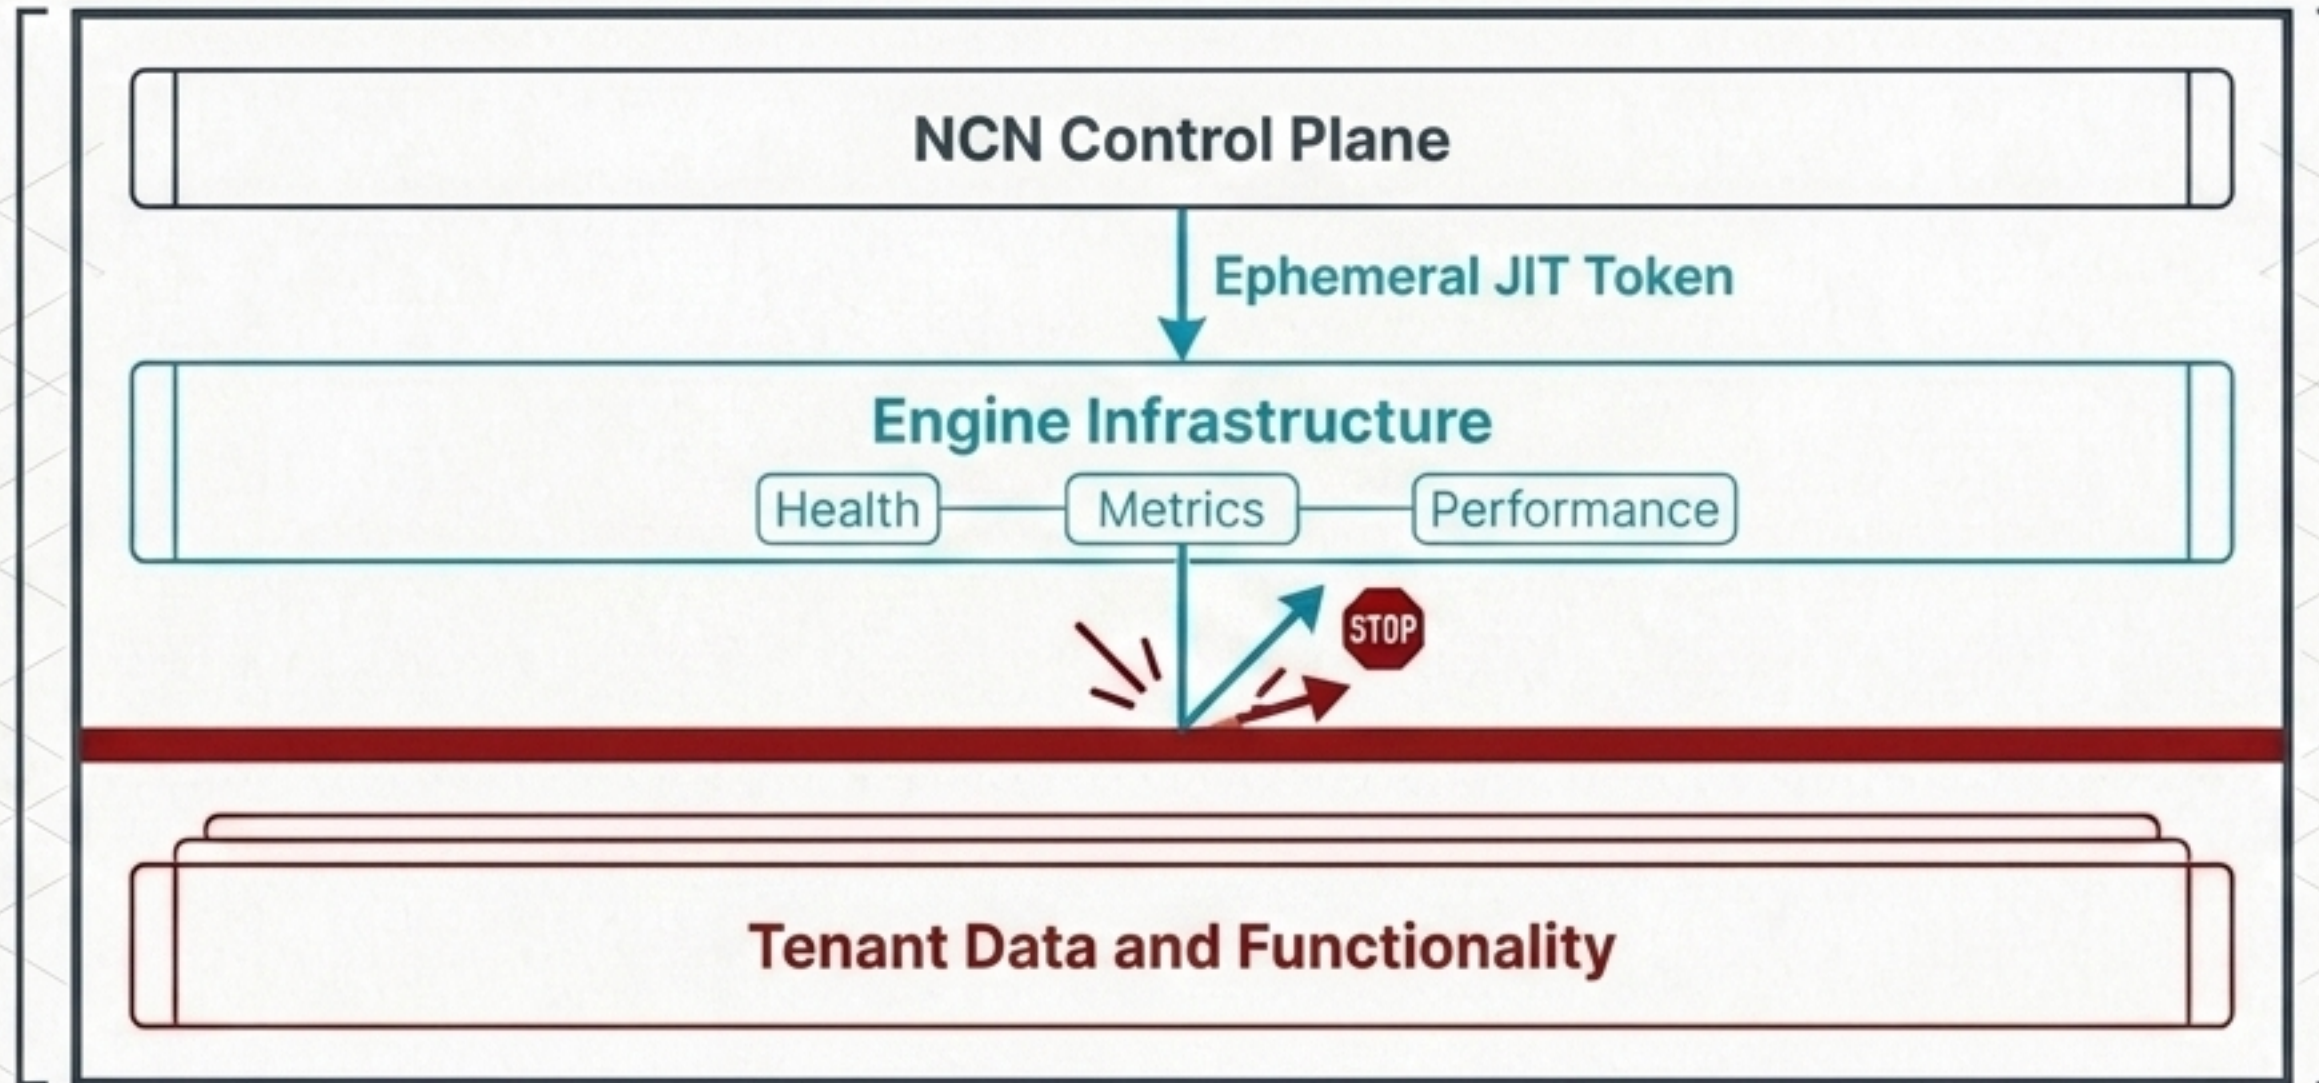 NCN Control Plane
Ephemeral JIT Token
Engine Infrastructure
Health
Metrics
Performance
STOP
Tenant Data and Functionality